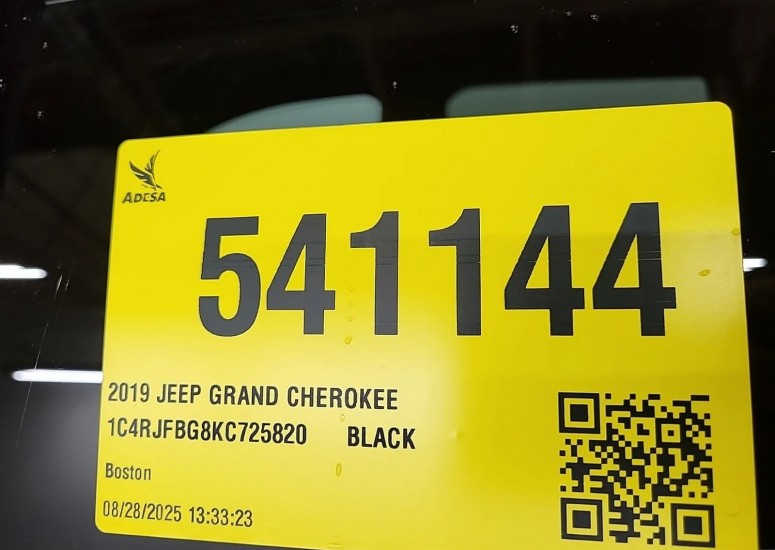 ADESA
541144
2019 JEEP GRAND CHEROKEE
1C4RJFBG8KC725820 BLACK
Boston
08/28/2025 13:33:23